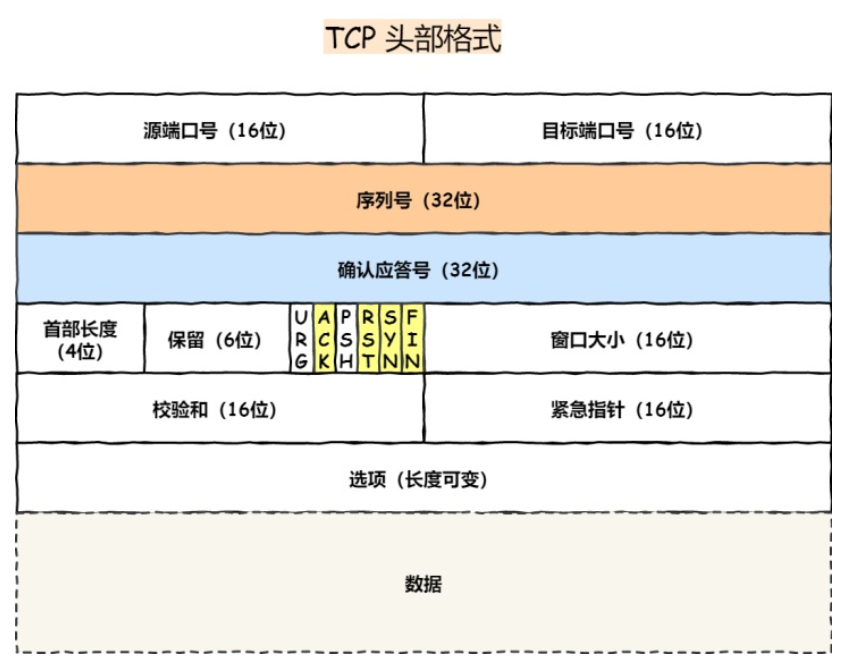 TCP 头部格式
源端口号（16位） 目标端口号（16位）
序列号（32位）
确认应答号（32位）
首部长度
（4位） 保留（6位） URG ACK PSH RST SYN FIN 窗口大小（16位）
校验和（16位） 紧急指针（16位）
选项（长度可变）
数据